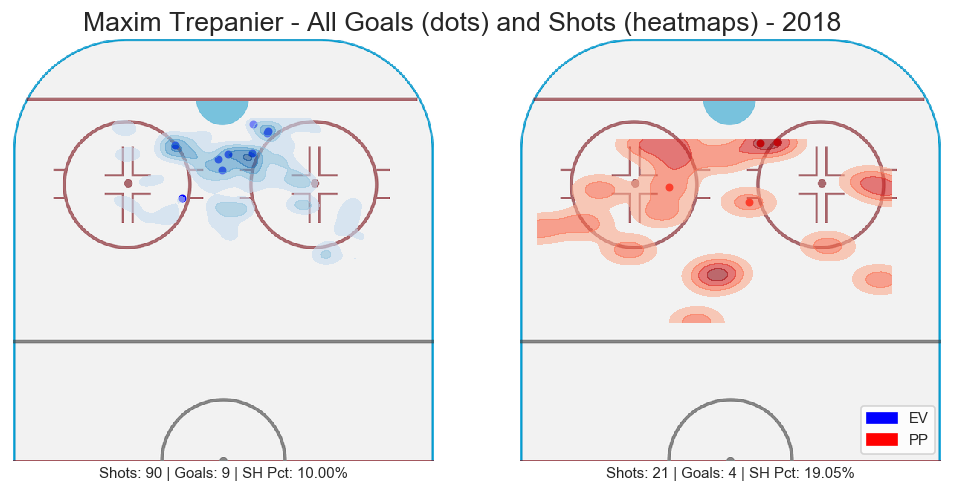 Maxim Trepanier - All Goals (dots) and Shots (heatmaps) - 2018
EV
PP
Shots: 90 | Goals: 9 | SH Pct: 10.00%
Shots: 21 | Goals: 4 | SH Pct: 19.05%